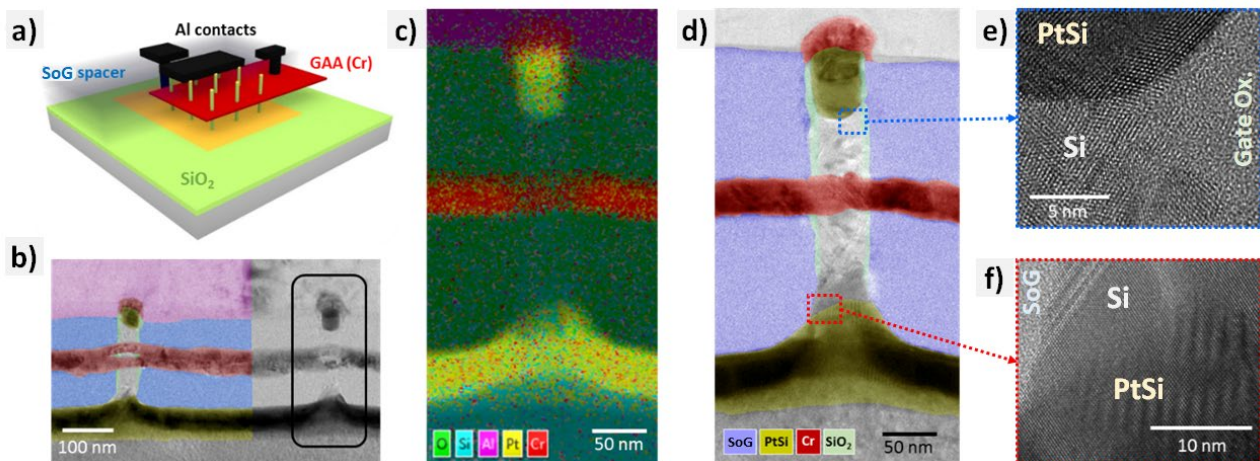 a)
Al contacts
SoG spacer
GAA (Cr)
SiO₂
b)
100 nm
c)
O Si Al Pt Cr
50 nm
d)
SoG PtSi Cr SiO₂
50 nm
e)
PtSi
Si
Gate Ox.
5 nm
f)
SoG
Si
PtSi
10 nm